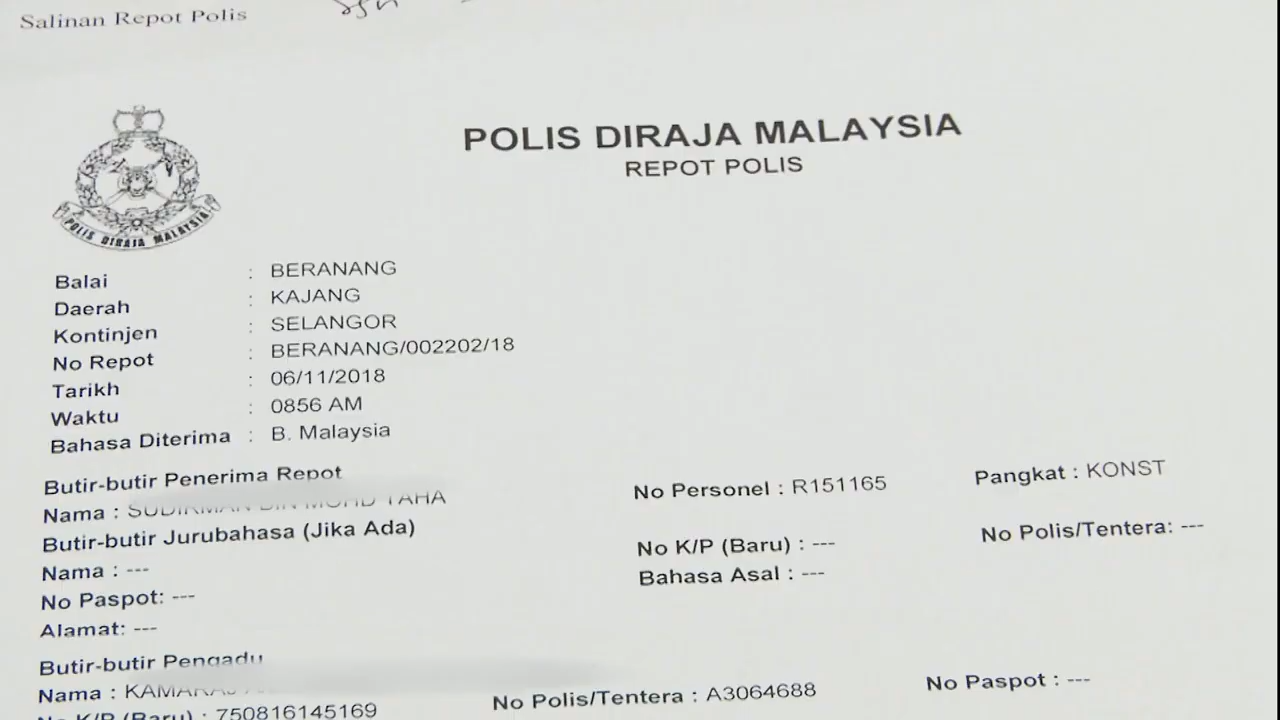 Salinan Repot Polis
POLIS DIRAJA MALAYSIA
REPOT POLIS
POLIS DIRAJA MALAYSIA
Balai : BERANANG
Daerah : KAJANG
Kontinjen : SELANGOR
No Repot : BERANANG/002202/18
Tarikh : 06/11/2018
Waktu : 0856 AM
Bahasa Diterima : B. Malaysia
Butir-butir Penerima Repot
Nama : No Personel : R151165 Pangkat : KONST
Butir-butir Jurubahasa (Jika Ada)
No K/P (Baru) : --- No Polis/Tentera: ---
Nama : --- Bahasa Asal : ---
No Paspot: ---
Alamat: ---
Butir-butir Pengadu
Nama : No Polis/Tentera : A3064688 No Paspot : ---
No K/P (Baru) : 750816145169